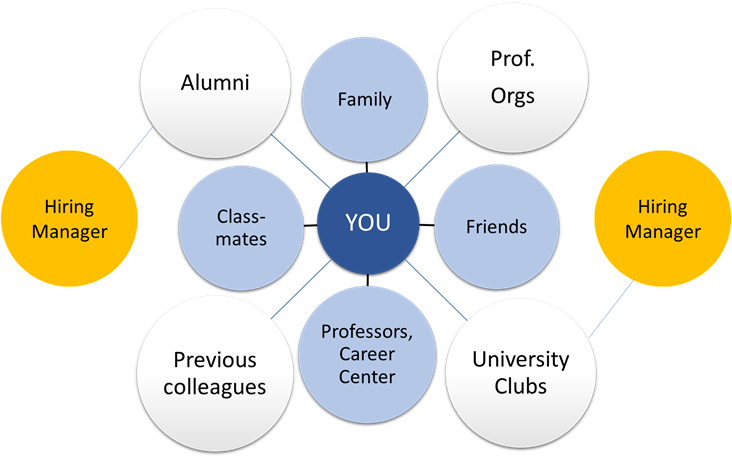 Alumni
Family
Prof.
Orgs
Hiring
Manager
Class-
mates
YOU
Friends
Hiring
Manager
Previous
colleagues
Professors,
Career
Center
University
Clubs